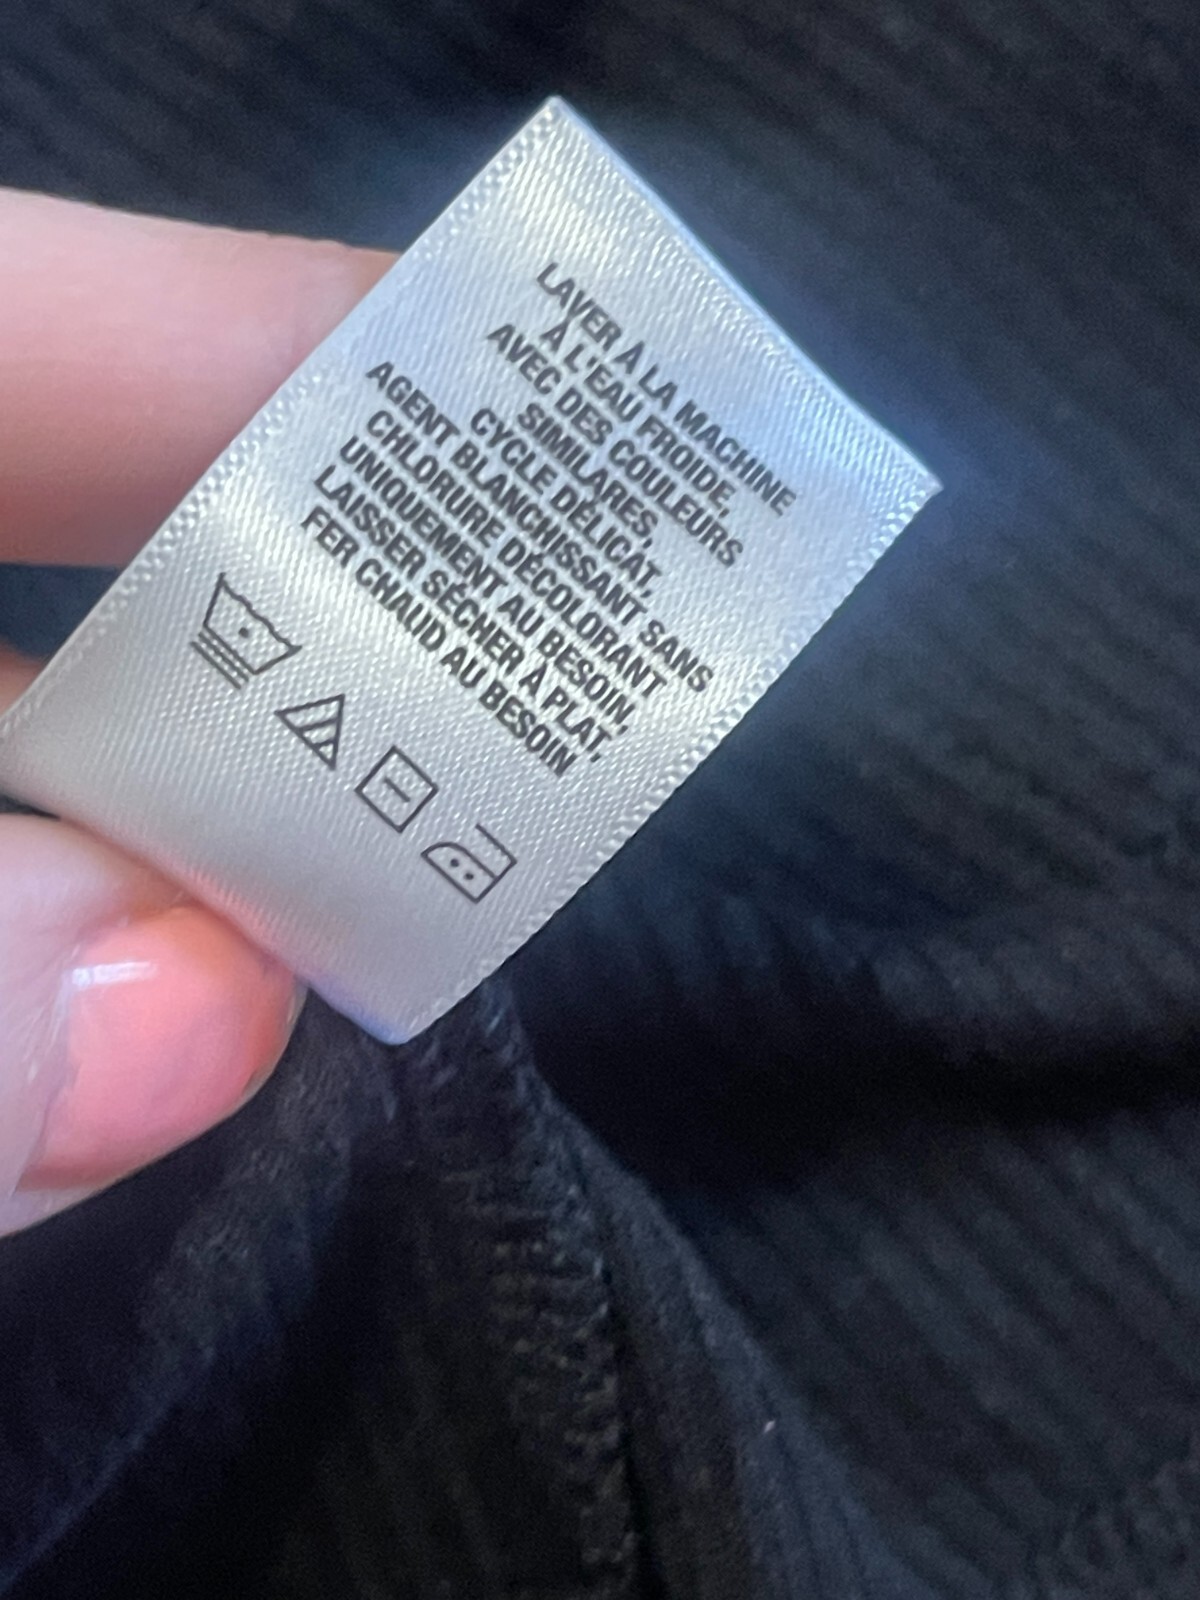 LAVER A LA MACHINE
À L'EAU FROIDE,
AVEC DES COULEURS
SIMILARES,
CYCLE DÉLICAT,
AGENT BLANCHISSANT SANS
CHLORURE DÉCOLORANT
UNIQUEMENT AU BESOIN,
LAISSER SÉCHER À PLAT,
FER CHAUD AU BESOIN